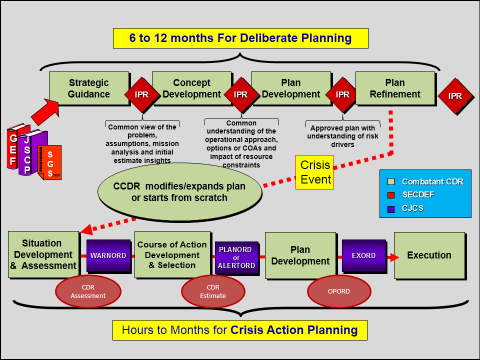 6 to 12 months For Deliberate Planning
Strategic
Guidance
IPR
Concept
Development
IPR
Plan
Development
IPR
Plan
Refinement
IPR
G
E
F
J
S
C
P
S
G
S
Common view of the
problem,
assumptions, mission
analysis and initial
estimate insights
Common
understanding of the
operational approach,
options or COAs and
impact of resource
constraints
Approved plan with
understanding of risk
drivers
Crisis
Event
CCDR modifies/expands plan
or starts from scratch
Combatant CDR
SECDEF
CJCS
Situation
Development
& Assessment
WARNORD
Course of Action
Development
& Selection
PLANORD
or
ALERTORD
Plan
Development
EXORD
Execution
CDR
Assessment
CDR
Estimate
OPORD
Hours to Months for Crisis Action Planning